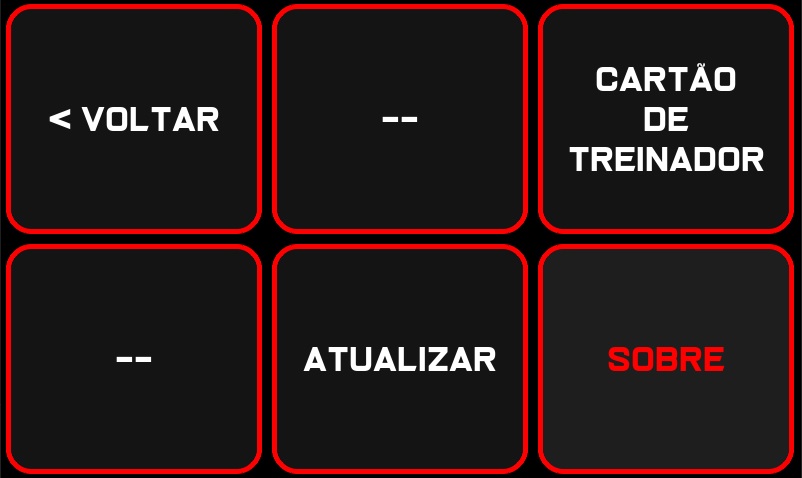 < VOLTAR
--
CARTÃO
DE
TREINADOR
--
ATUALIZAR
SOBRE